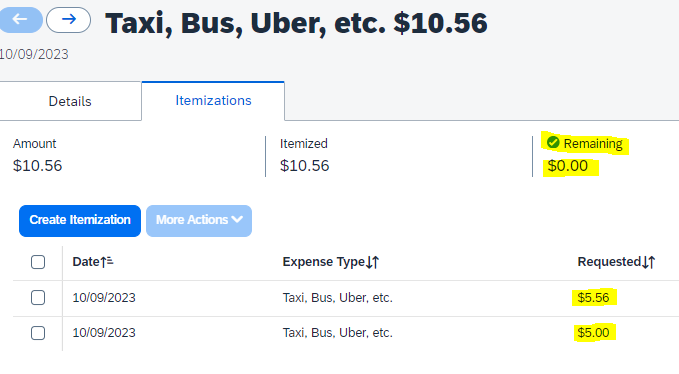 Taxi, Bus, Uber, etc. $10.56
10/09/2023
Details
Itemizations
Amount
$10.56
Itemized
$10.56
Remaining
$0.00
Create Itemization
More Actions
Date Expense Type Requested
10/09/2023 Taxi, Bus, Uber, etc. $5.56
10/09/2023 Taxi, Bus, Uber, etc. $5.00